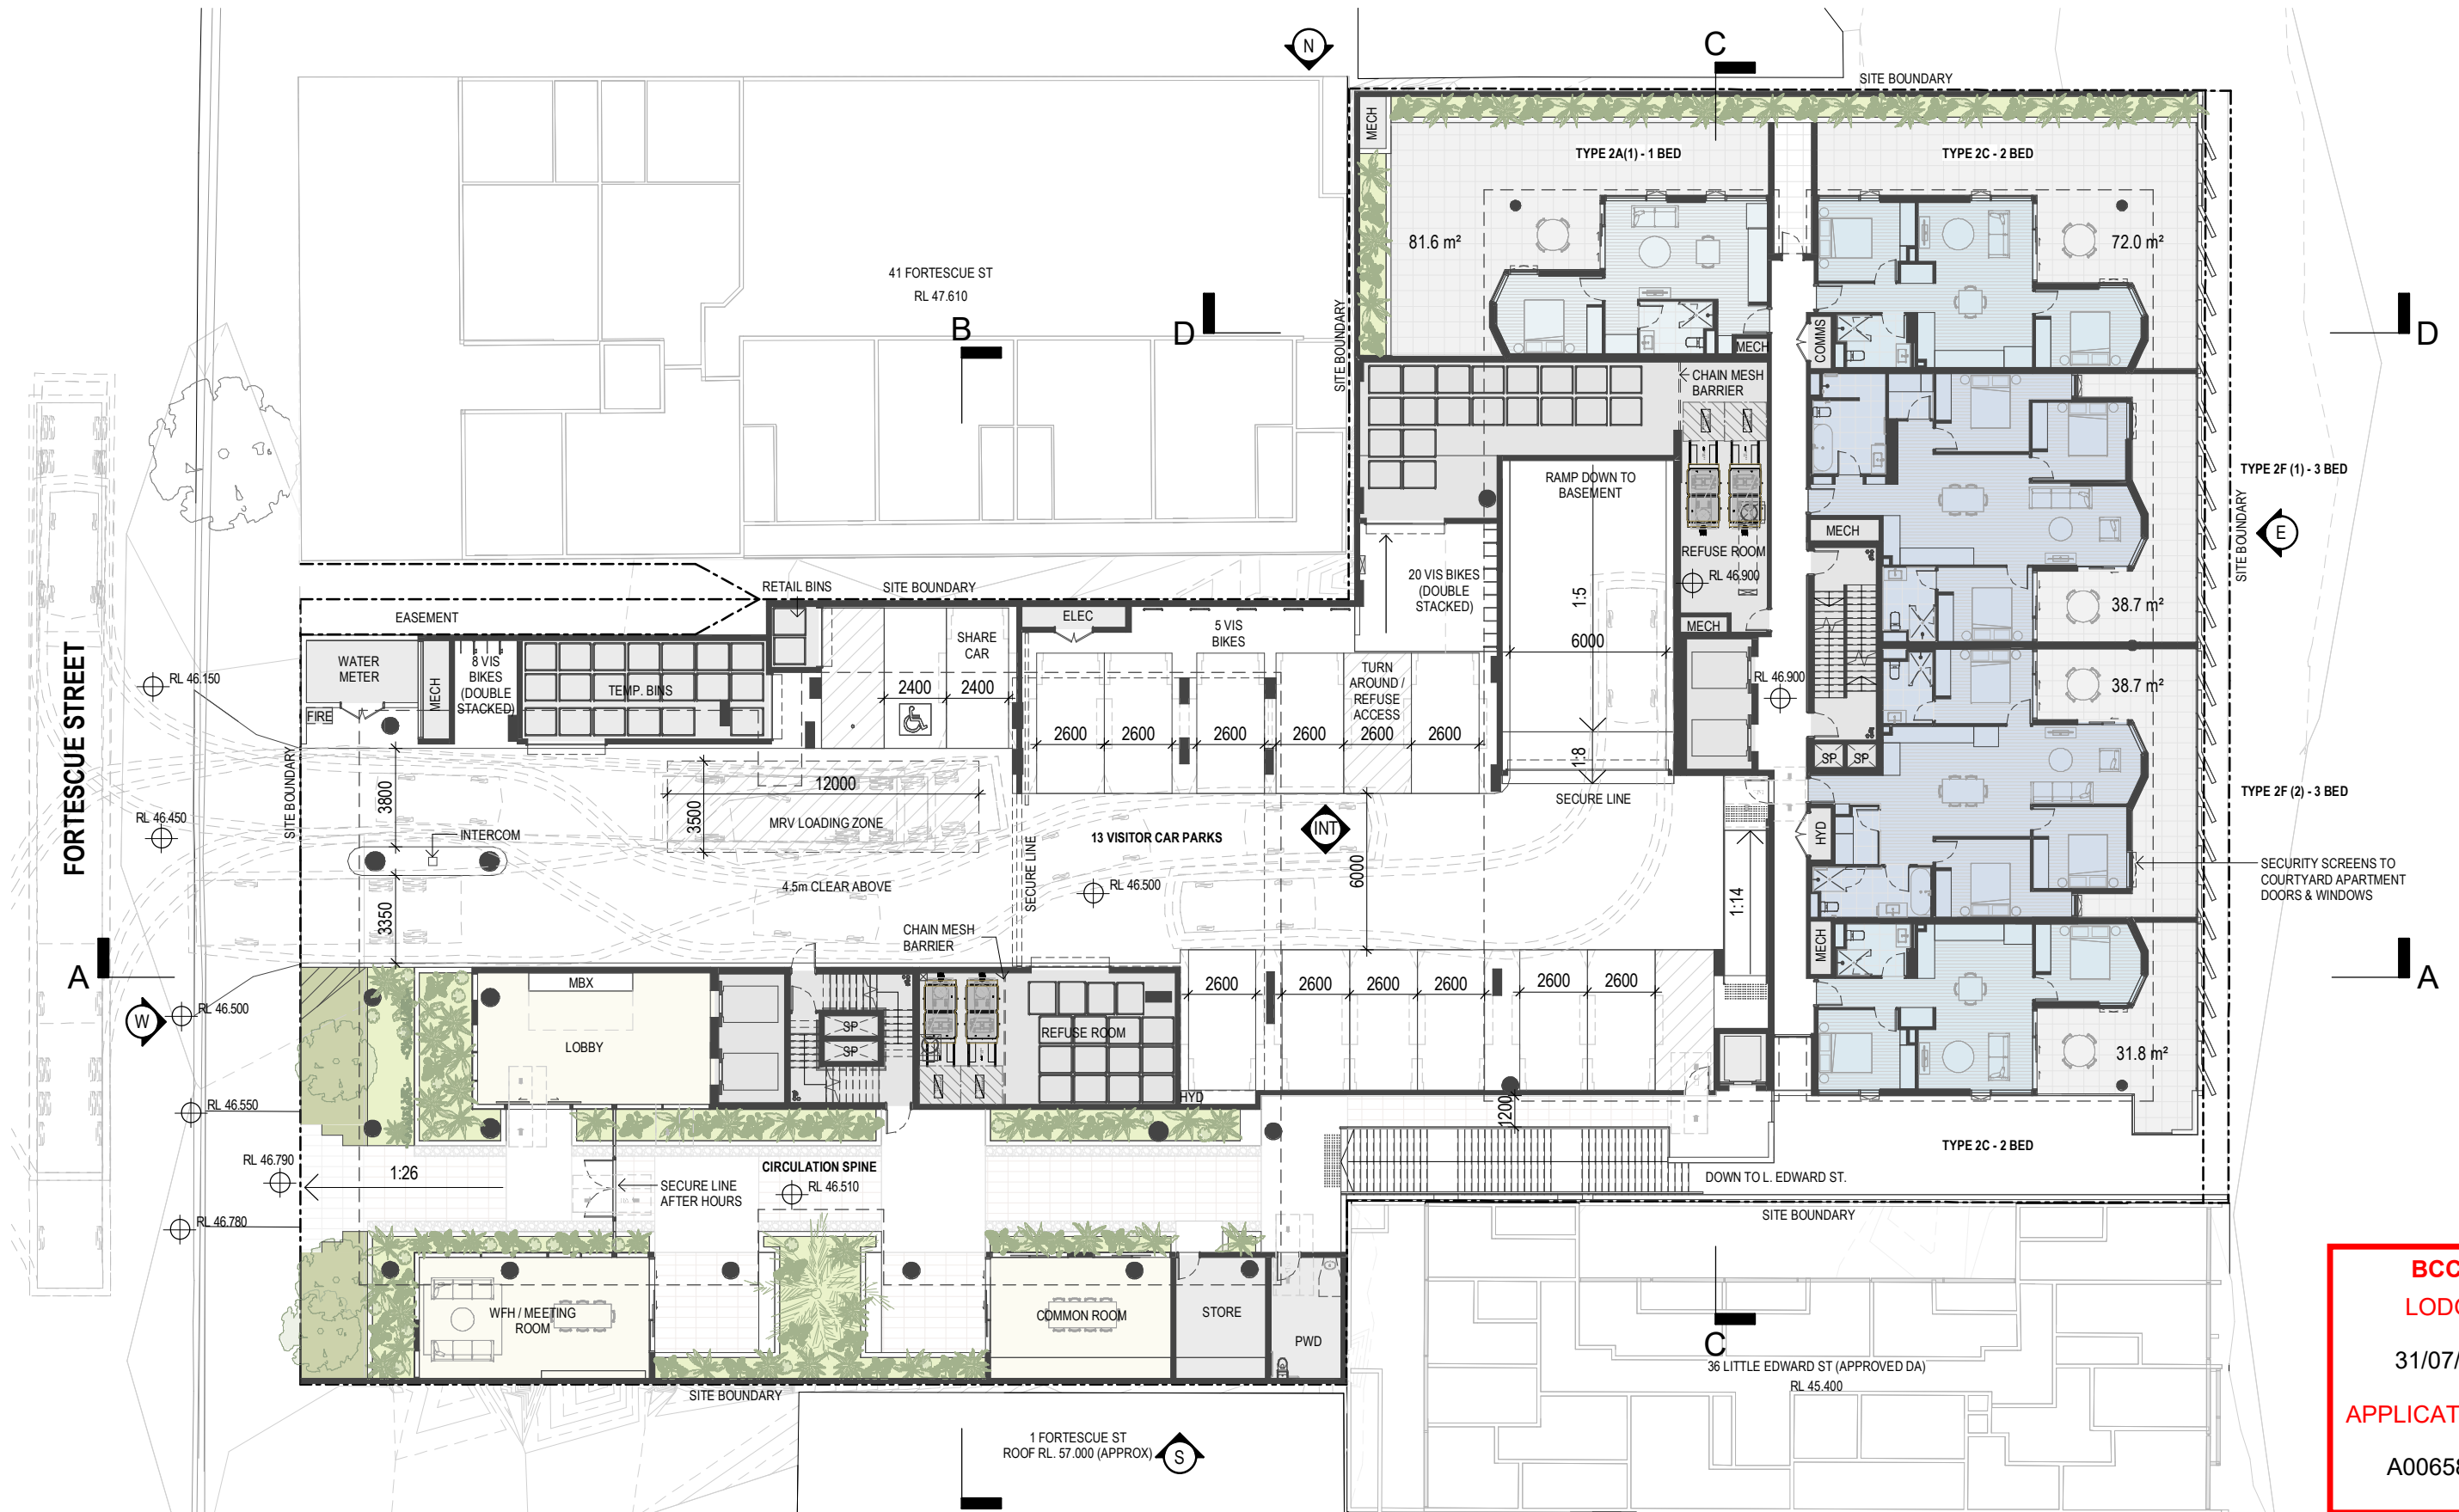 N
C
SITE BOUNDARY
MECH
TYPE 2A(1) - 1 BED
TYPE 2C - 2 BED
81.6 m²
72.0 m²
41 FORTESCUE ST
RL 47.610
B
D
SITE BOUNDARY
COMMS
MECH
D
CHAIN MESH
BARRIER
TYPE 2F (1) - 3 BED
RAMP DOWN TO
BASEMENT
SITE BOUNDARY
E
MECH
REFUSE ROOM
RL 46.900
20 VIS BIKES
(DOUBLE
STACKED)
1:5
RETAIL BINS
SITE BOUNDARY
EASEMENT
ELEC
5 VIS
BIKES
38.7 m²
MECH
6000
SHARE
CAR
WATER
METER
MECH
8 VIS
BIKES
(DOUBLE
STACKED)
TEMP. BINS
TURN
AROUND /
REFUSE
ACCESS
FORTESCUE STREET
RL 46.150
2400
2400
RL 46.900
38.7 m²
FIRE
2600
2600
2600
2600
2600
2600
1:8
SP
SP
SITE BOUNDARY
3800
12000
SECURE LINE
TYPE 2F (2) - 3 BED
RL 46.450
3500
MRV LOADING ZONE
INTERCOM
13 VISITOR CAR PARKS
INT
HYD
SECURE LINE
6000
4.5m CLEAR ABOVE
RL 46.500
SECURITY SCREENS TO
COURTYARD APARTMENT
DOORS & WINDOWS
3350
1:14
CHAIN MESH
BARRIER
MECH
A
A
MBX
2600
2600
2600
2600
2600
2600
W
RL 46.500
SP
REFUSE ROOM
LOBBY
SP
31.8 m²
RL 46.550
HYD
1200
TYPE 2C - 2 BED
RL 46.790
1:26
CIRCULATION SPINE
SECURE LINE
AFTER HOURS
RL 46.510
DOWN TO L. EDWARD ST.
RL 46.780
SITE BOUNDARY
WFH / MEETING
ROOM
COMMON ROOM
STORE
PWD
C
36 LITTLE EDWARD ST (APPROVED DA)
RL 45.400
SITE BOUNDARY
1 FORTESCUE ST
ROOF RL. 57.000 (APPROX)
S
31/07/
APPLICAT
A00658